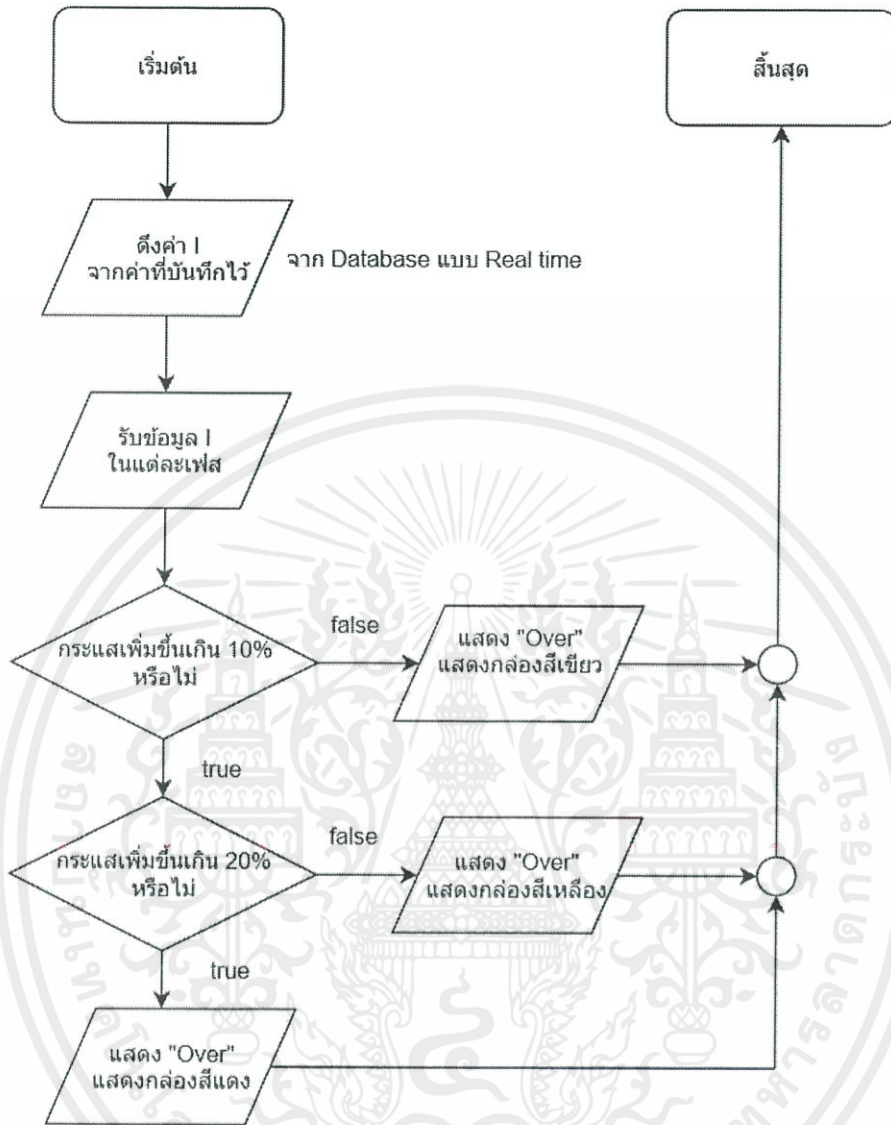 เริ่มต้น
สิ้นสุด
ดึงค่า I
จากค่าที่บันทึกไว้
จาก Database แบบ Real time
รับข้อมูล I
ในแต่ละเฟส
กระแสเพิ่มขึ้นเกิน 10%
หรือไม่
false
แสดง "Over"
แสดงกล่องสีเขียว
true
กระแสเพิ่มขึ้นเกิน 20%
หรือไม่
false
แสดง "Over"
แสดงกล่องสีเหลือง
true
แสดง "Over"
แสดงกล่องสีแดง